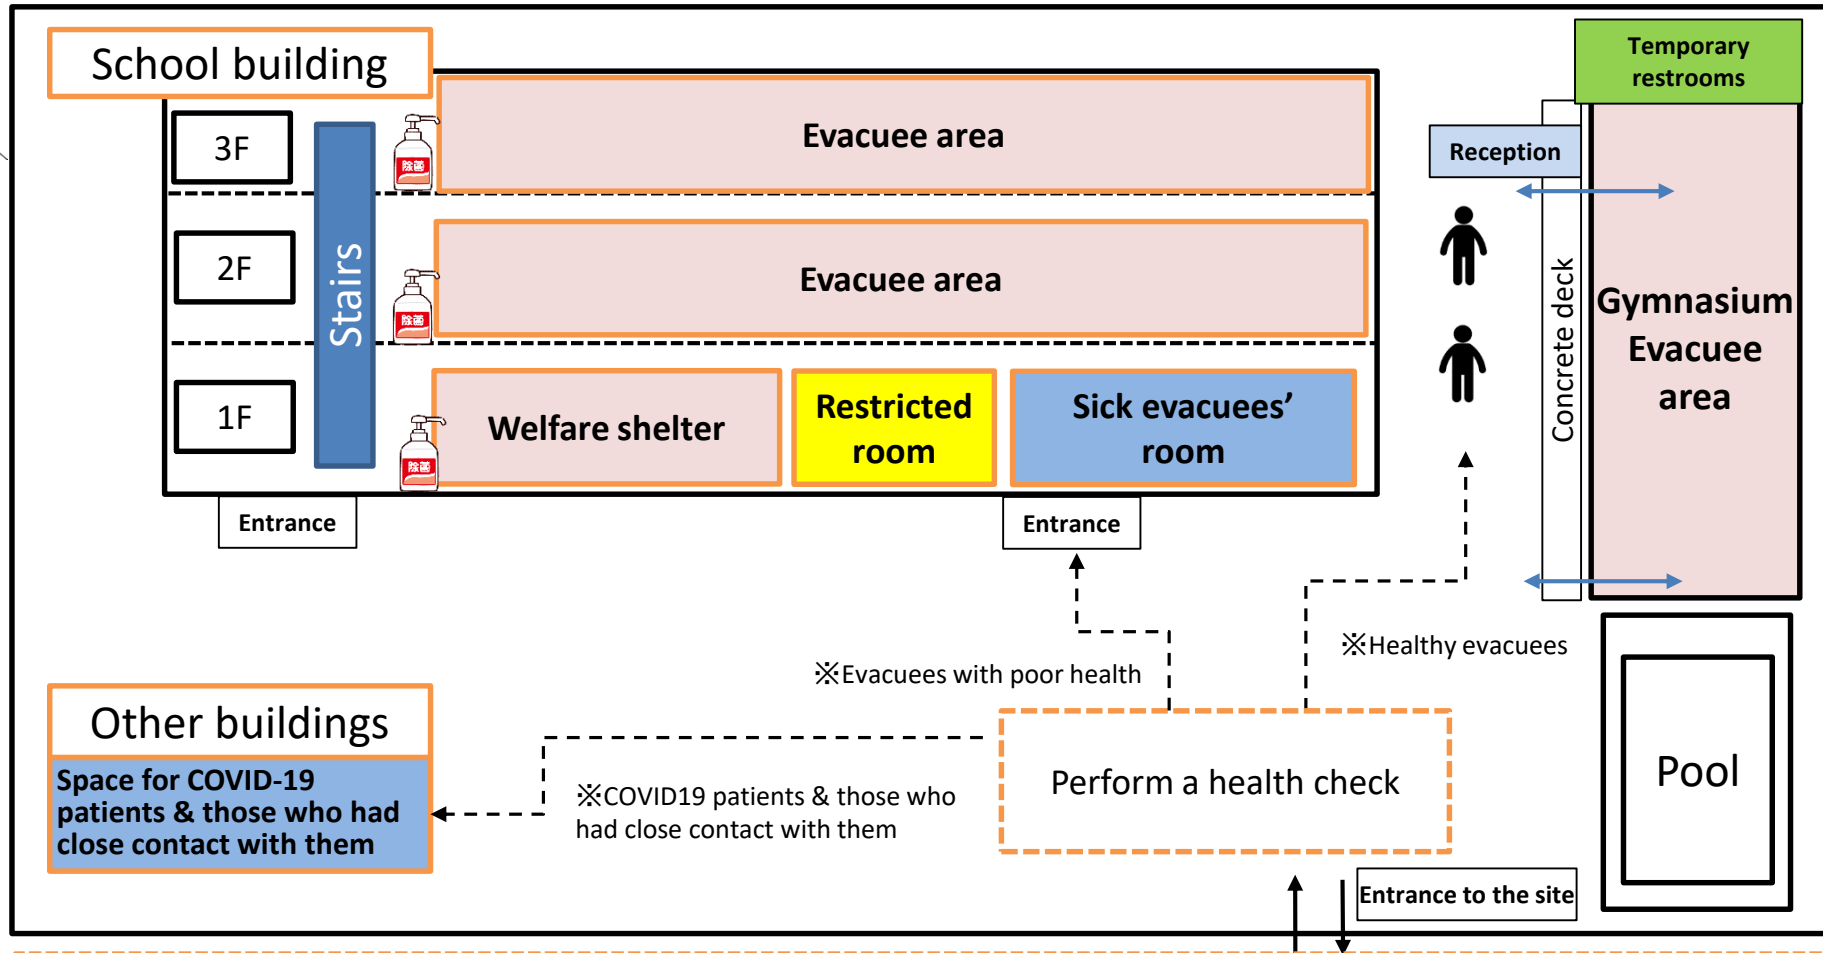 School building
3F
Evacuee area
除菌
2F
Evacuee area
除菌
1F
Stairs
Welfare shelter
除菌
Restricted
room
Sick evacuees’
room
Entrance
Entrance
Temporary
restrooms
Reception
Concrete deck
Gymnasium
Evacuee
area
※Healthy evacuees
※Evacuees with poor health
Other buildings
Space for COVID-19
patients & those who had
close contact with them
※COVID19 patients & those who
had close contact with them
Perform a health check
Pool
Entrance to the site